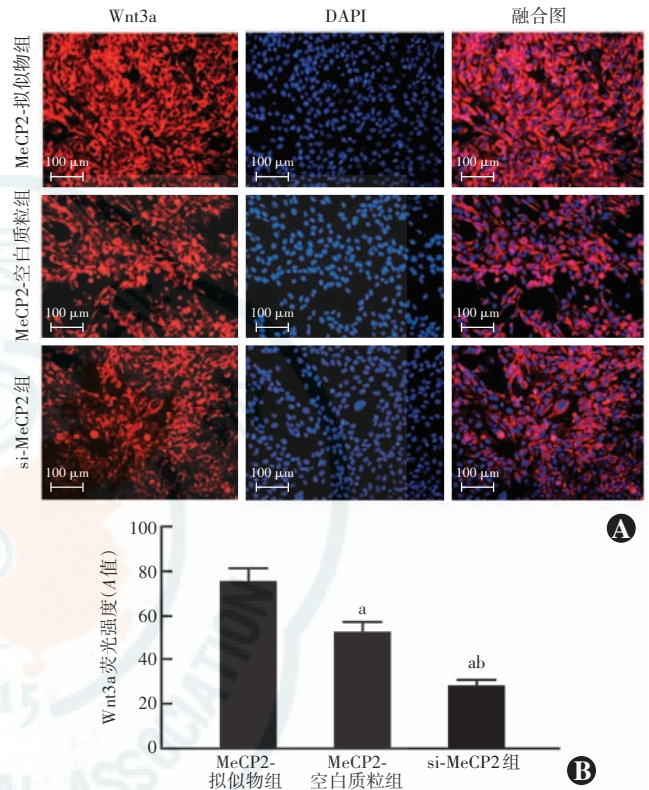 Wnt3a DAPI 融合图
MeCP2-拟似物组
100 μm 100 μm 100 μm
MeCP2-空白质粒组
100 μm 100 μm 100 μm
si-MeCP2组
100 μm 100 μm 100 μm
A
Wnt3a荧光强度(A值)
100
80
60
40
20
0
a
ab
MeCP2-
拟似物组
MeCP2-
空白质粒组
si-MeCP2组
B
15
ASSOCIATION